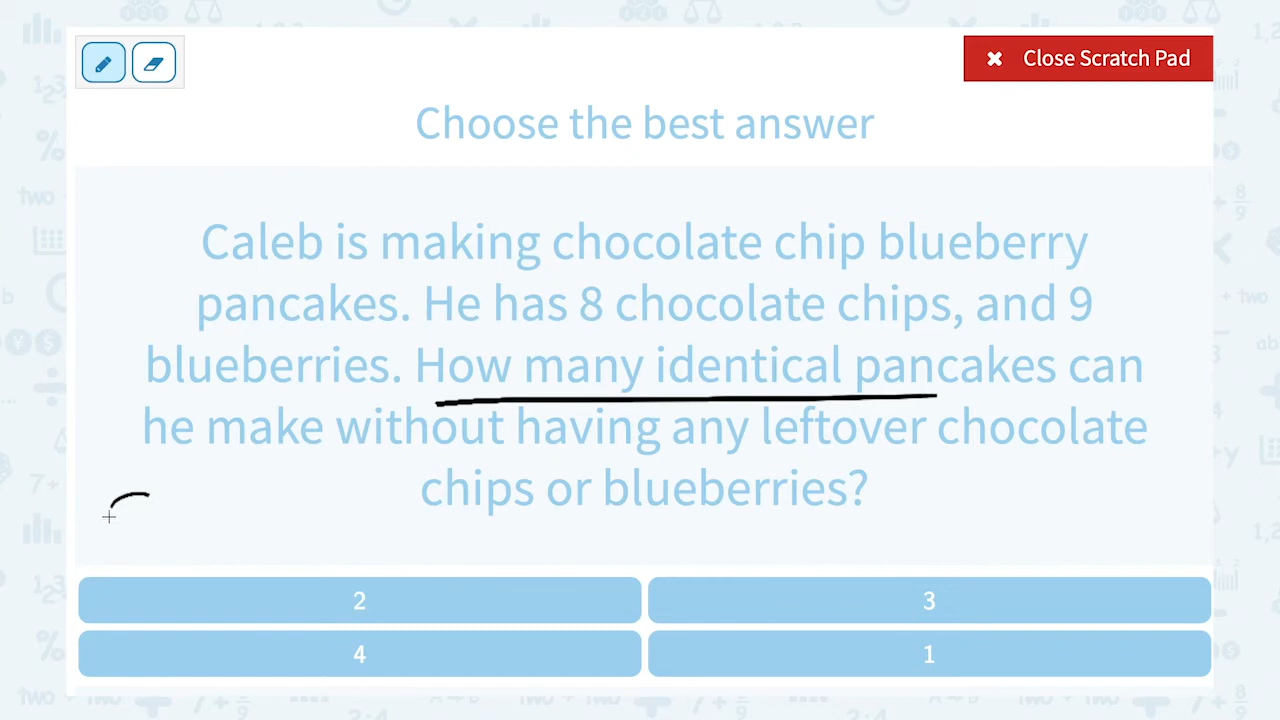 Close Scratch Pad
Choose the best answer
Caleb is making chocolate chip blueberry
pancakes. He has 8 chocolate chips, and 9
blueberries. How many identical pancakes can
he make without having any leftover chocolate
chips or blueberries?
2
3
4
1